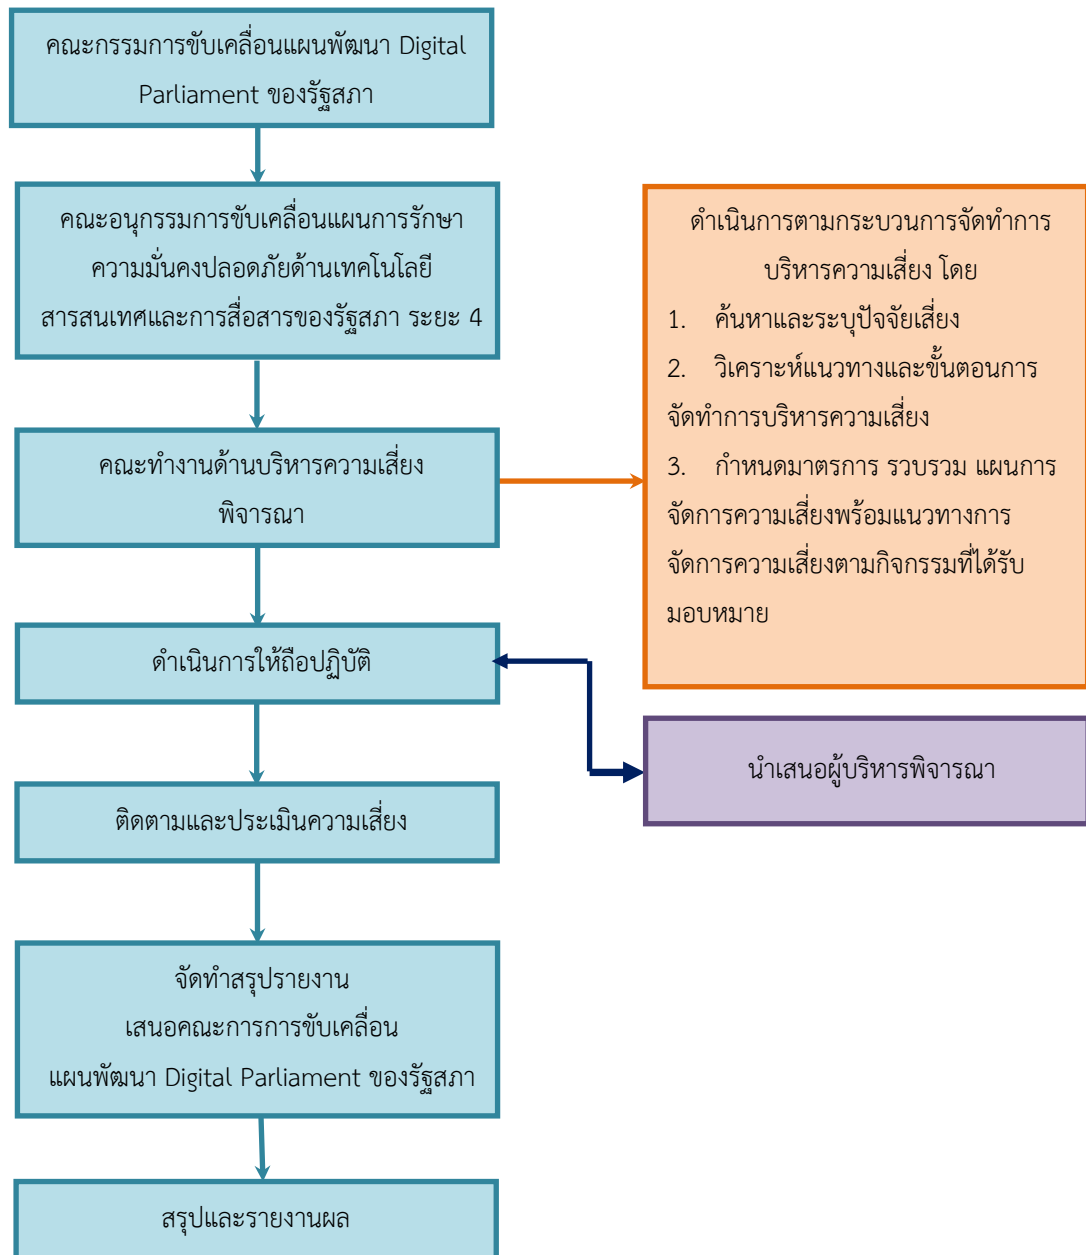 คณะกรรมการขับเคลื่อนแผนพัฒนา Digital
Parliament ของรัฐสภา
คณะอนุกรรมการขับเคลื่อนแผนการรักษา
ความมั่นคงปลอดภัยด้านเทคโนโลยี
สารสนเทศและการสื่อสารของรัฐสภา ระยะ 4
คณะทำงานด้านบริหารความเสี่ยง
พิจารณา
ดำเนินการตามกระบวนการจัดทำการ
บริหารความเสี่ยง โดย
1. ค้นหาและระบุปัจจัยเสี่ยง
2. วิเคราะห์แนวทางและขั้นตอนการ
จัดทำการบริหารความเสี่ยง
3. กำหนดมาตรการ รวบรวม แผนการ
จัดการความเสี่ยงพร้อมแนวทางการ
จัดการความเสี่ยงตามกิจกรรมที่ได้รับ
มอบหมาย
ดำเนินการให้ถือปฏิบัติ
นำเสนอผู้บริหารพิจารณา
ติดตามและประเมินความเสี่ยง
จัดทำสรุปรายงาน
เสนอคณะการการขับเคลื่อน
แผนพัฒนา Digital Parliament ของรัฐสภา
สรุปและรายงานผล